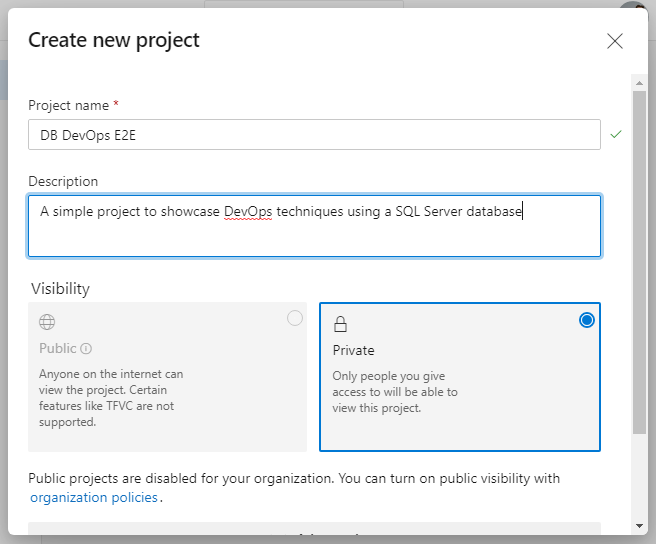 Create new project
Project name *
DB DevOps E2E
Description
A simple project to showcase DevOps techniques using a SQL Server database
Visibility
Public
Anyone on the internet can
view the project. Certain
features like TFVC are not
supported.
Private
Only people you give
access to will be able to
view this project.
Public projects are disabled for your organization. You can turn on public visibility with
organization policies.